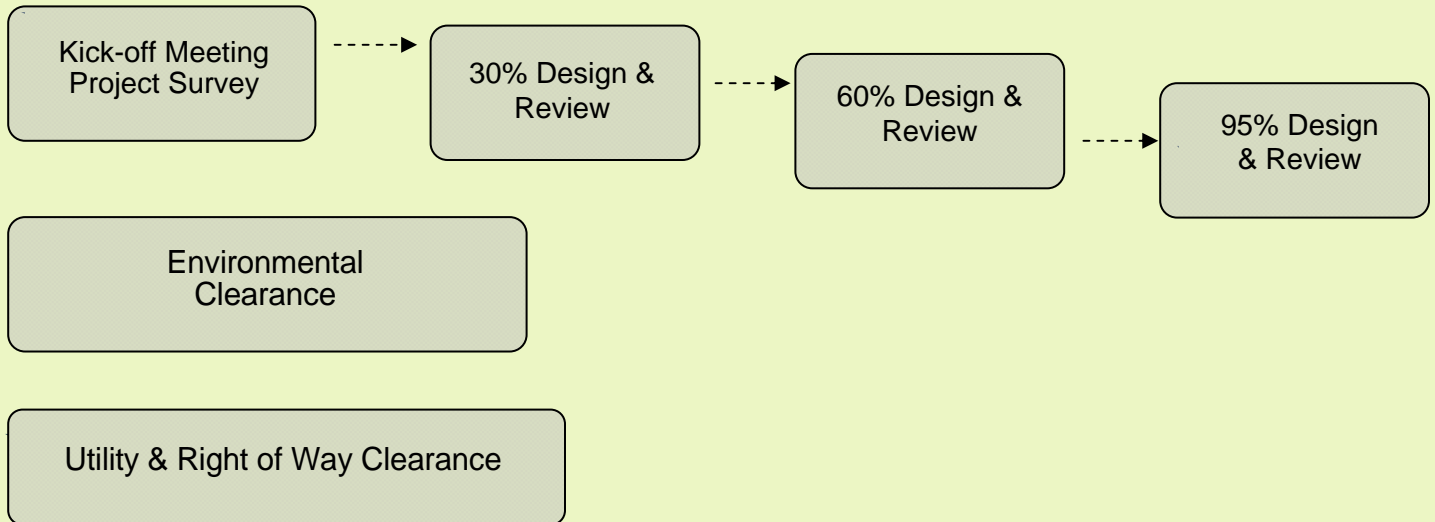 Kick-off Meeting
Project Survey
30% Design &
Review
60% Design &
Review
95% Design
& Review
Environmental
Clearance
Utility & Right of Way Clearance